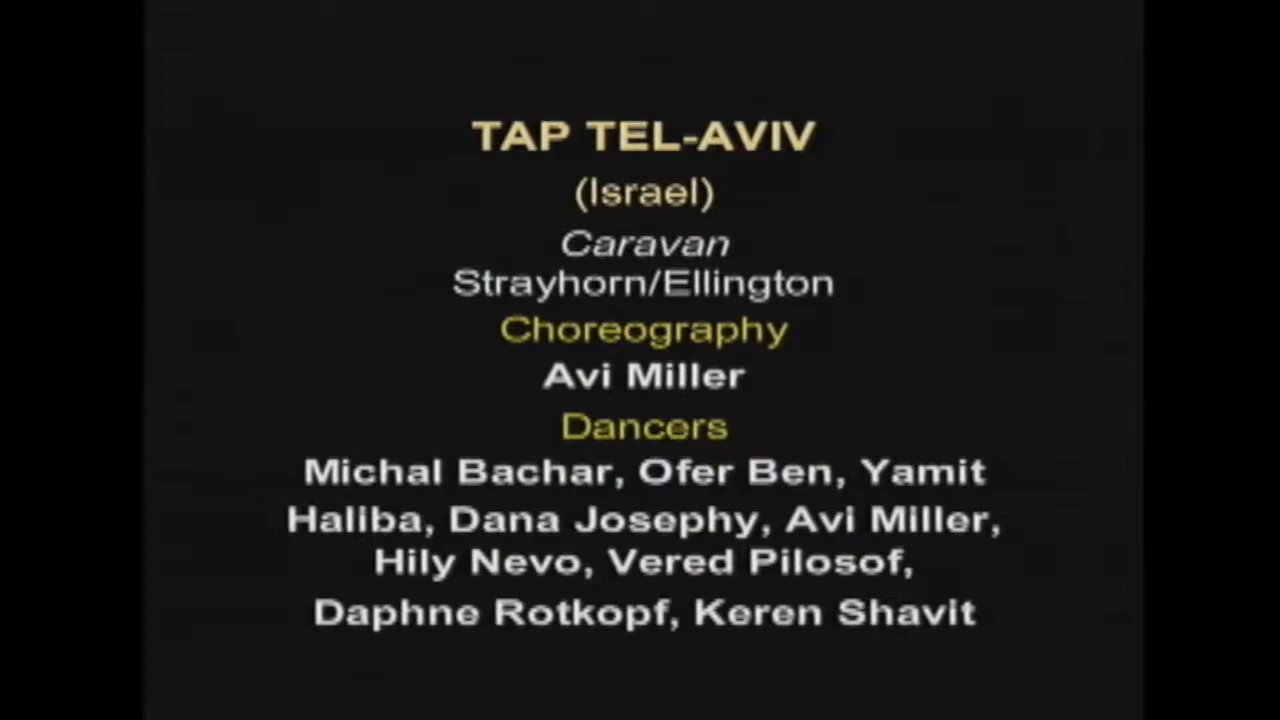 TAP TEL-AVIV
(Israel)
Caravan
Strayhorn/Ellington
Choreography
Avi Miller
Dancers
Michal Bachar, Ofer Ben, Yamit
Haliba, Dana Josephy, Avi Miller,
Hily Nevo, Vered Pilosof,
Daphne Rotkopf, Keren Shavit